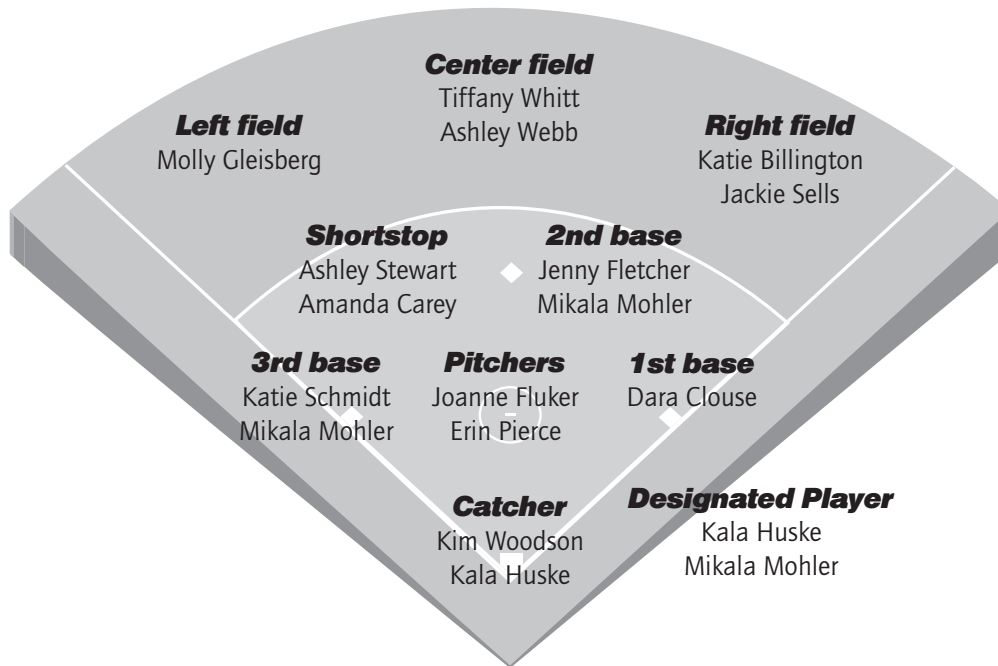 Center field
Tiffany Whitt
Ashley Webb
Left field
Molly Gleisberg
Right field
Katie Billington
Jackie Sells
Shortstop
Ashley Stewart
Amanda Carey
2nd base
Jenny Fletcher
Mikala Mohler
3rd base
Katie Schmidt
Mikala Mohler
Pitchers
Joanne Fluker
Erin Pierce
1st base
Dara Clouse
Catcher
Kim Woodson
Kala Huske
Designated Player
Kala Huske
Mikala Mohler